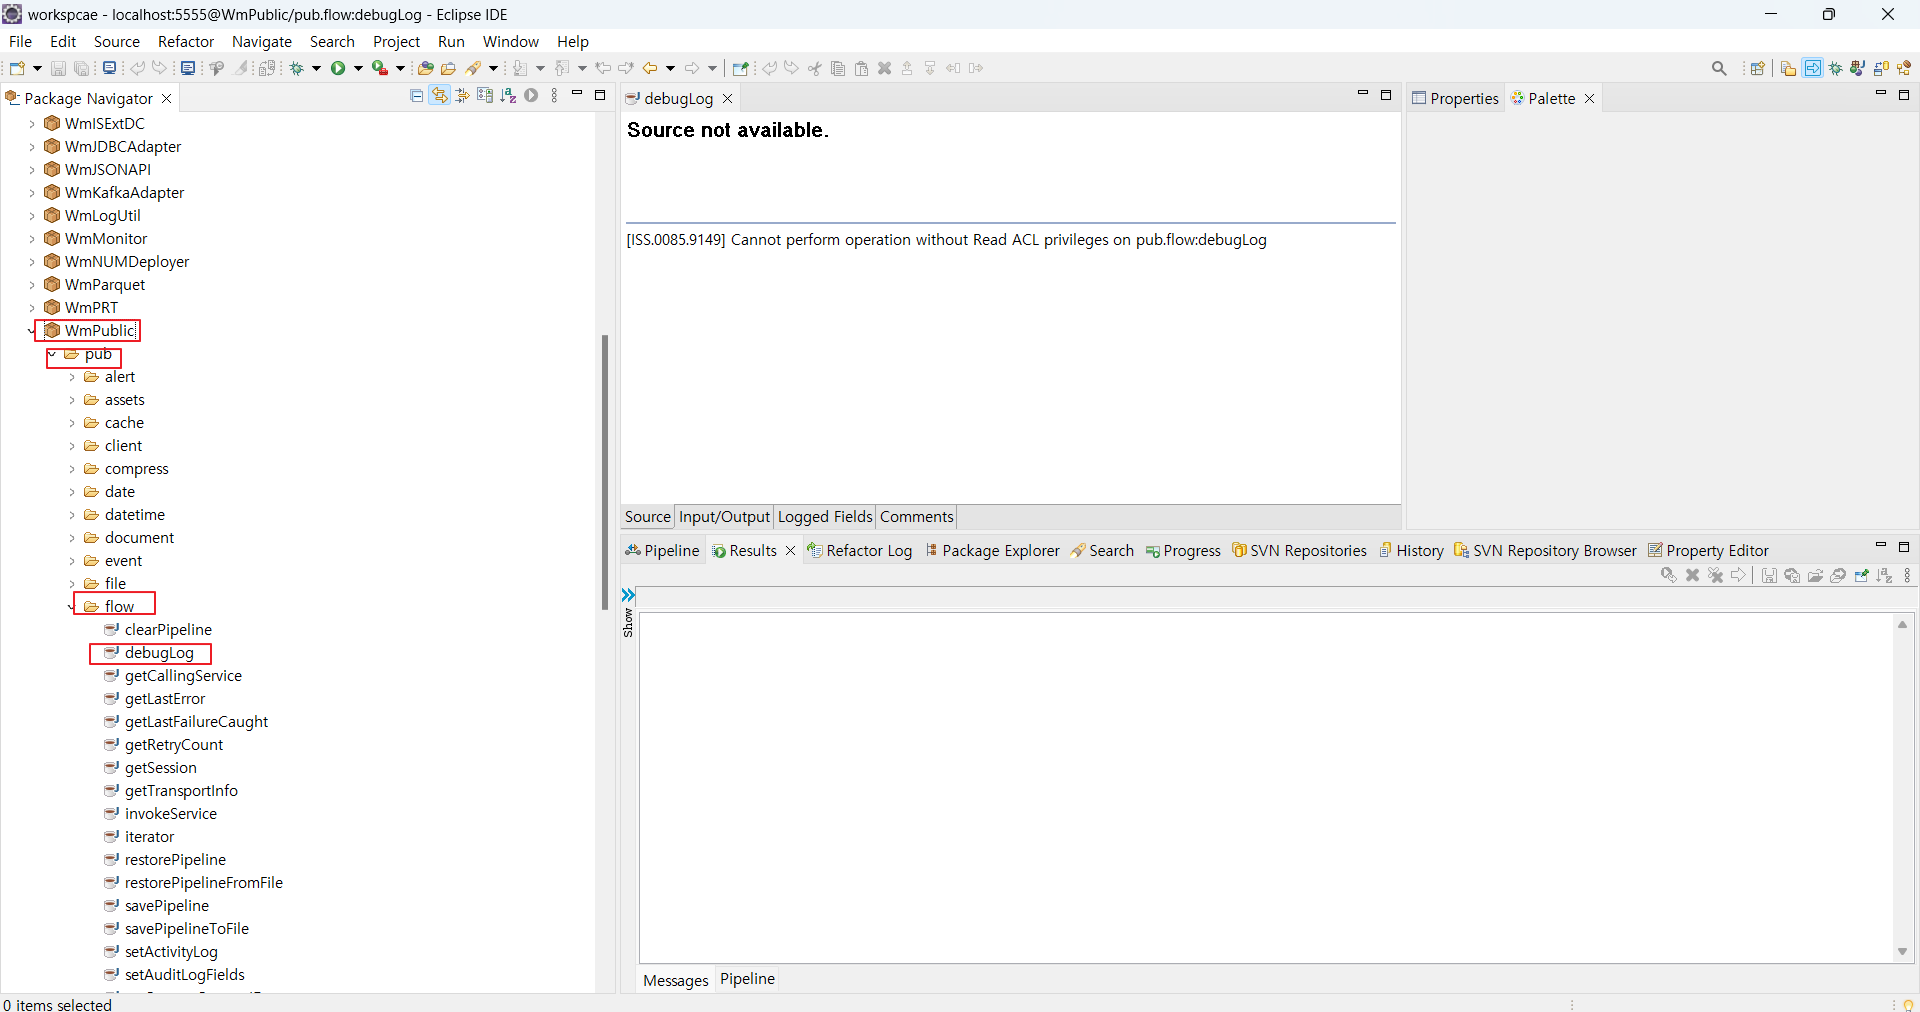 workspcae - localhost:5555@WmPublic/pub.flow:debugLog - Eclipse IDE
File Edit Source Refactor Navigate Search Project Run Window Help
Package Navigator
WmISExtDC
WmJDBCAdapter
WmJSONAPI
WmKafkaAdapter
WmLogUtil
WmMonitor
WmNUMDeployer
WmParquet
WmPRT
WmPublic
pub
alert
assets
cache
client
compress
date
datetime
document
event
file
flow
clearPipeline
debugLog
getCallingService
getLastError
getLastFailureCaught
getRetryCount
getSession
getTransportInfo
invokeService
iterator
restorePipeline
restorePipelineFromFile
savePipeline
savePipelineToFile
setActivityLog
setAuditLogFields
debugLog
Source not available.
[ISS.0085.9149] Cannot perform operation without Read ACL privileges on pub.flow:debugLog
Source Input/Output Logged Fields Comments
Properties Palette
Pipeline Results Refactor Log Package Explorer Search Progress SVN Repositories History SVN Repository Browser Property Editor
Show
Messages Pipeline
0 items selected